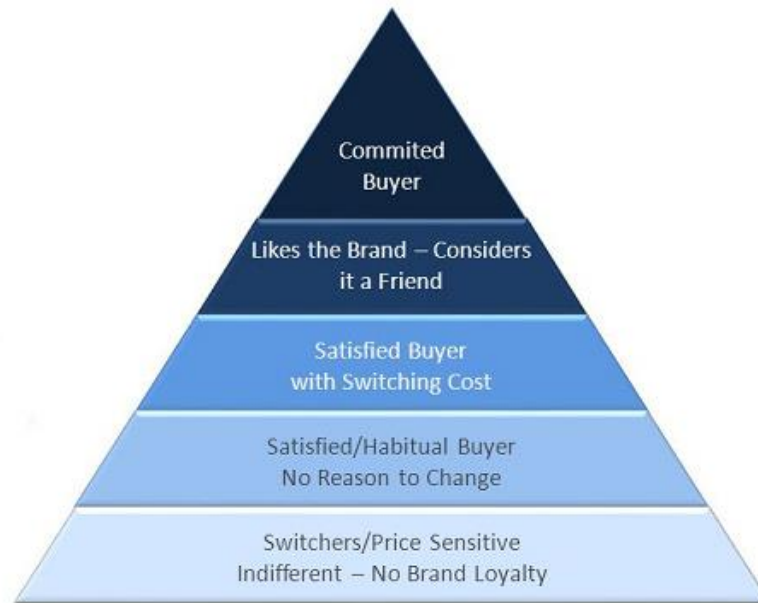 Commited
Buyer
Likes the Brand – Considers
it a Friend
Satisfied Buyer
with Switching Cost
Satisfied/Habitual Buyer
No Reason to Change
Switchers/Price Sensitive
Indifferent – No Brand Loyalty